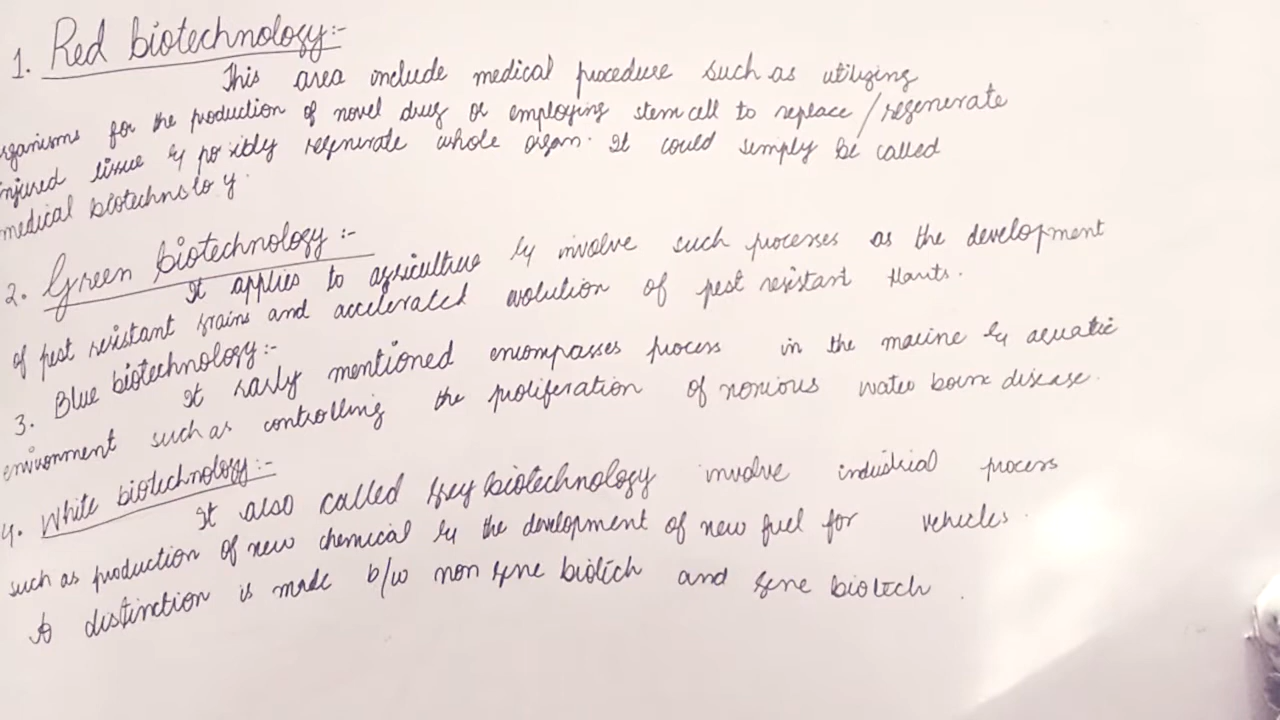 1. Red biotechnology:-
This area include medical procedure such as utilizing
organisms for the production of novel drug or employing stem cell to replace/regenerate
injured tissue & possibly regenerate whole organ. It could simply be called
medical biotechnology.
2. Green biotechnology:-
It applies to agriculture & involve such processes as the development
of pest resistant grains and accelerated evolution of pest resistant plants.
3. Blue biotechnology:-
It rarly mentioned encompasses process in the marine & aquatic
environment such as controlling the proliferation of noxious water borne disease.
4. White biotechnology:-
It also called grey biotechnology involve industrial process
such as production of new chemical & the development of new fuel for vehicles.
A distinction is made b/w non gene biotech and gene biotech.